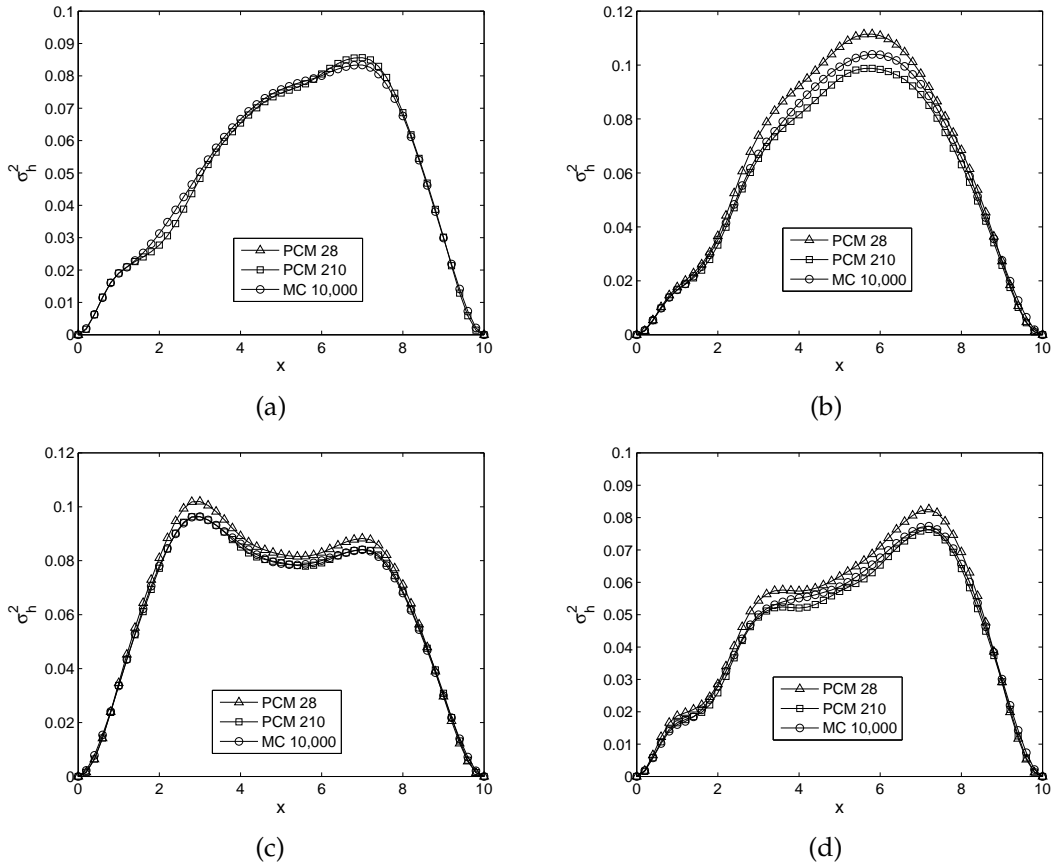 0.1
0.09
0.08
0.07
0.06
0.05
0.04
0.03
0.02
0.01
0
σ²h
PCM 28
PCM 210
MC 10,000
0 2 4 6 8 10
x
(a)
0.12
0.1
0.08
0.06
0.04
0.02
0
σ²h
PCM 28
PCM 210
MC 10,000
0 2 4 6 8 10
x
(b)
0.12
0.1
0.08
0.06
0.04
0.02
0
σ²h
PCM 28
PCM 210
MC 10,000
0 2 4 6 8 10
x
(c)
0.1
0.09
0.08
0.07
0.06
0.05
0.04
0.03
0.02
0.01
0
σ²h
PCM 28
PCM 210
MC 10,000
0 2 4 6 8 10
x
(d)